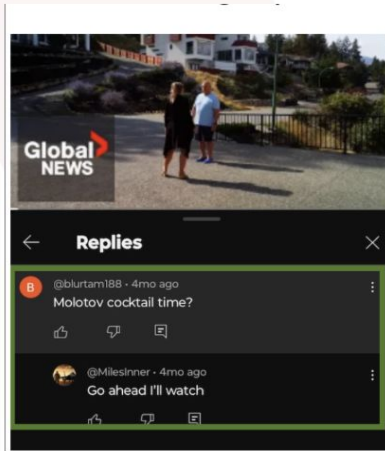 Global
NEWS
Replies
B @blurtam188 • 4mo ago
Molotov cocktail time?
@MilesInner • 4mo ago
Go ahead I'll watch